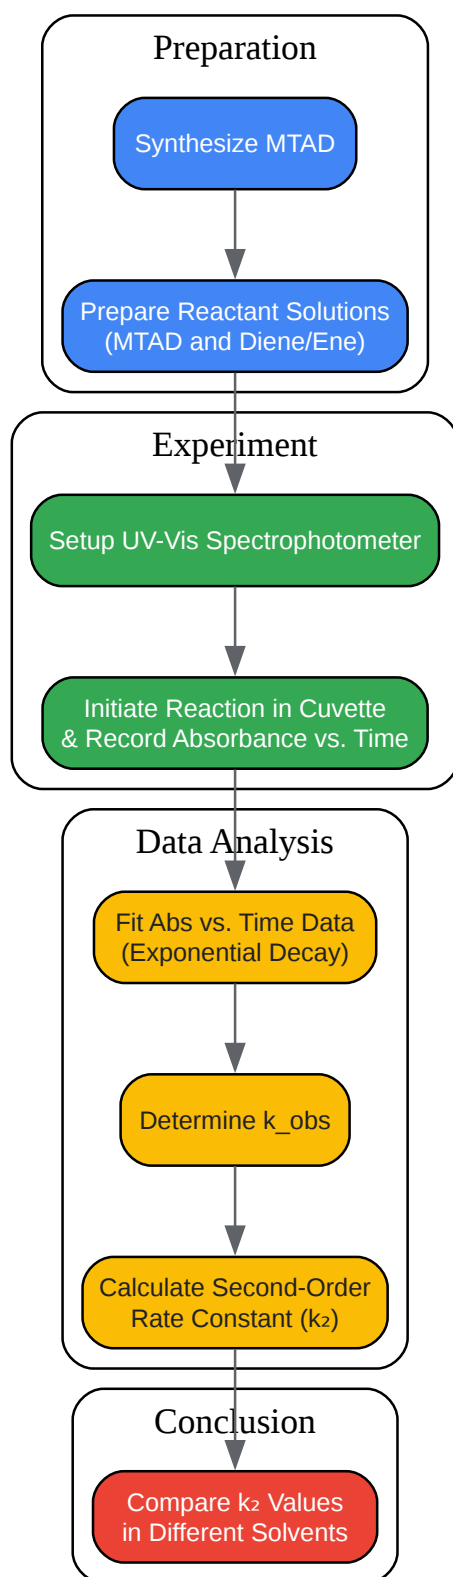 Preparation
Synthesize MTAD
Prepare Reactant Solutions
(MTAD and Diene/Ene)
Experiment
Setup UV-Vis Spectrophotometer
Initiate Reaction in Cuvette
& Record Absorbance vs. Time
Data Analysis
Fit Abs vs. Time Data
(Exponential Decay)
Determine k_obs
Calculate Second-Order
Rate Constant (k₂)
Conclusion
Compare k₂ Values
in Different Solvents